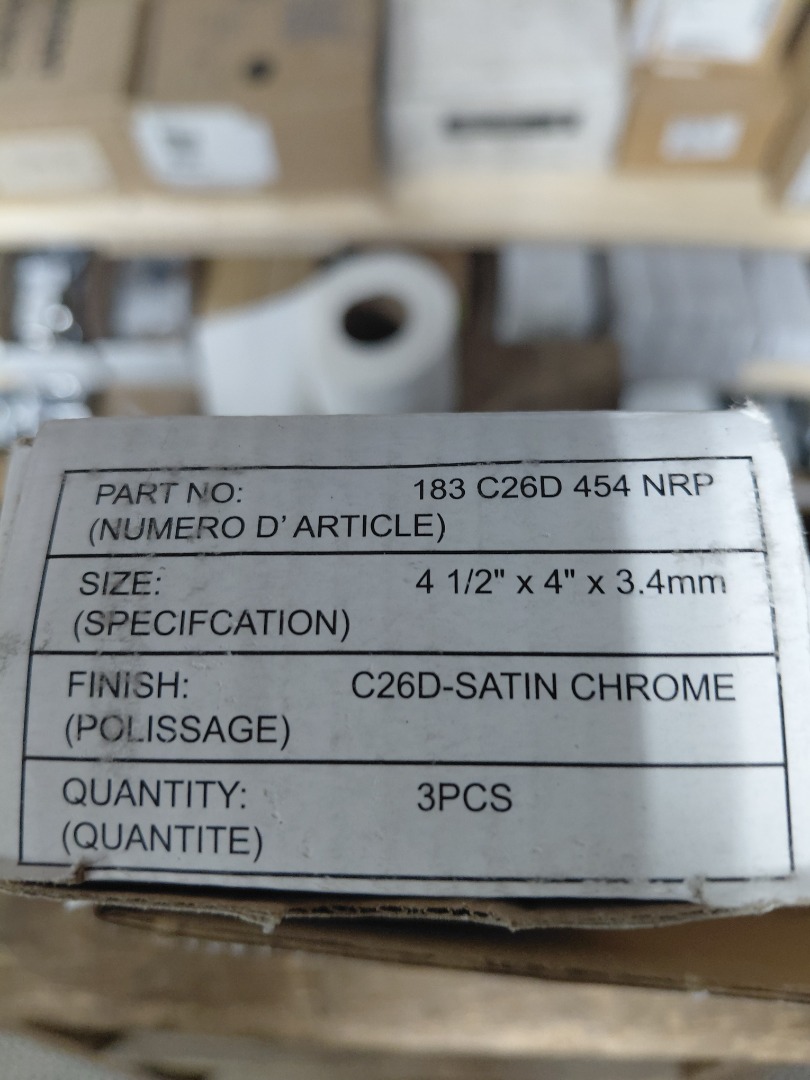 PART NO: 183 C26D 454 NRP
(NUMERO D' ARTICLE)
SIZE: 4 1/2" x 4" x 3.4mm
(SPECIFCATION)
FINISH: C26D-SATIN CHROME
(POLISSAGE)
QUANTITY: 3PCS
(QUANTITE)